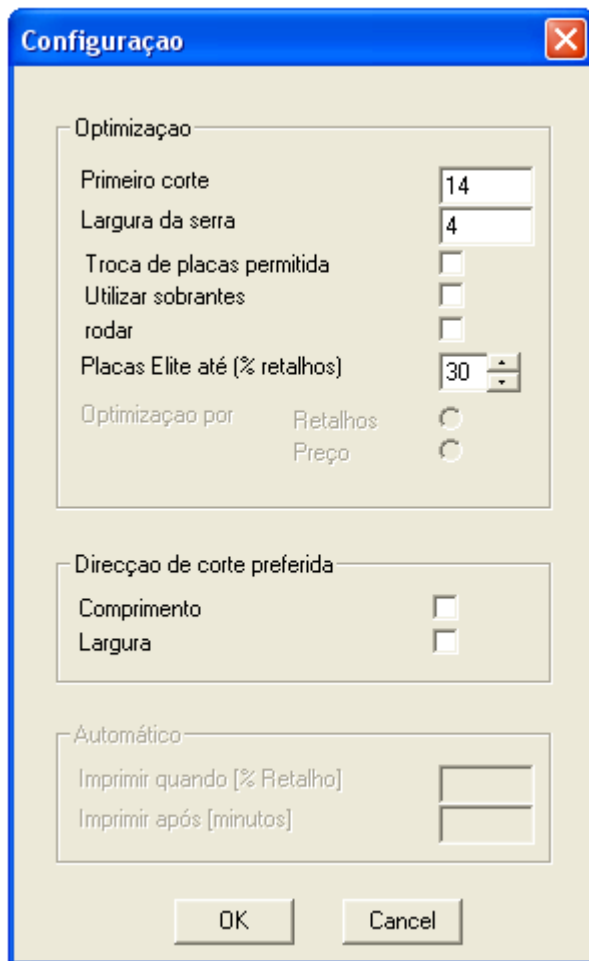 Configuraçao
Optimizaçao
Primeiro corte 14
Largura da serra 4
Troca de placas permitida
Utilizar sobrantes
rodar
Placas Elite até (% retalhos) 30
Optimizaçao por Retalhos
Preço
Direcçao de corte preferida
Comprimento
Largura
Automático
Imprimir quando [% Retalho]
Imprimir após [minutos]
OK Cancel